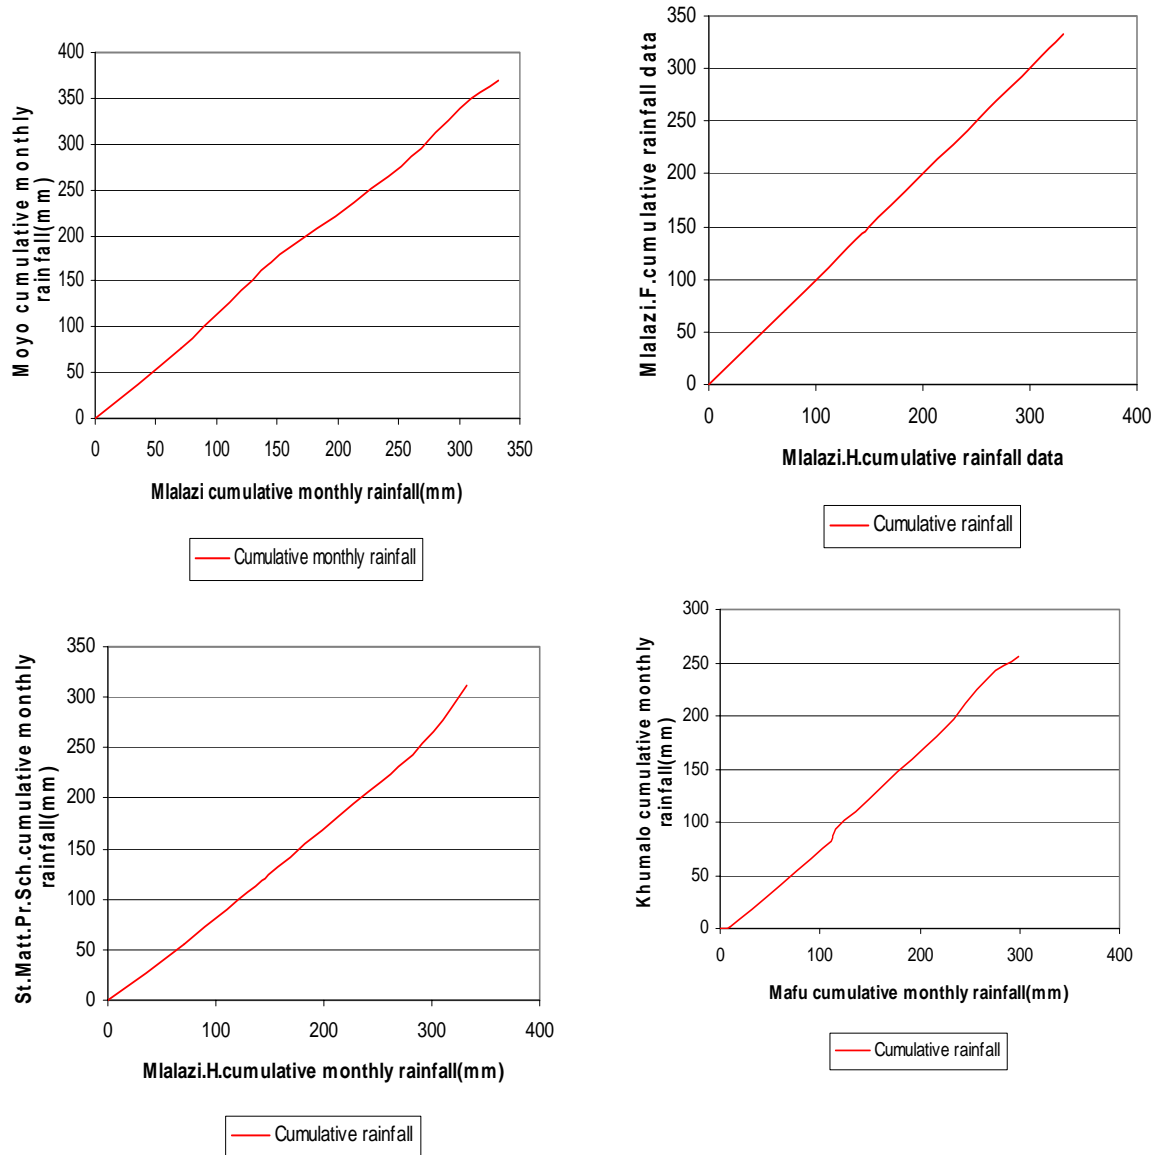 Moyo cumulative monthly
rainfall(mm)
400
350
300
250
200
150
100
50
0
0 50 100 150 200 250 300 350
Mlalazi cumulative monthly rainfall(mm)
Cumulative monthly rainfall
Mlalazi.F.cumulative rainfall data
350
300
250
200
150
100
50
0
0 100 200 300 400
Mlalazi.H.cumulative rainfall data
Cumulative rainfall
St.Matt.Pr.Sch.cumulative monthly
rainfall(mm)
350
300
250
200
150
100
50
0
0 100 200 300 400
Mlalazi.H.cumulative monthly rainfall(mm)
Cumulative rainfall
Khumalo cumulative monthly
rainfall(mm)
300
250
200
150
100
50
0
0 100 200 300 400
Mafu cumulative monthly rainfall(mm)
Cumulative rainfall